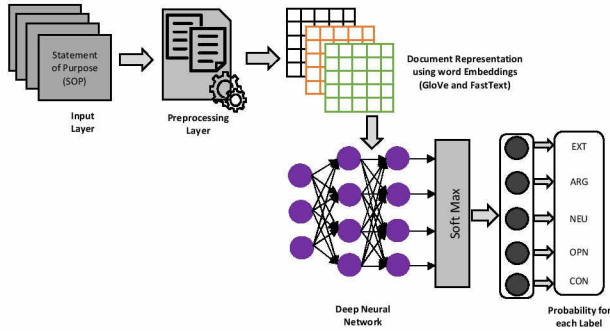 Statement
of Purpose
(SOP)
Input
Layer
Preprocessing
Layer
Document Representation
using word Embeddings
(GloVe and FastText)
Soft Max
EXT
ARG
NEU
OPN
CON
Deep Neural
Network
Probability for
each Label